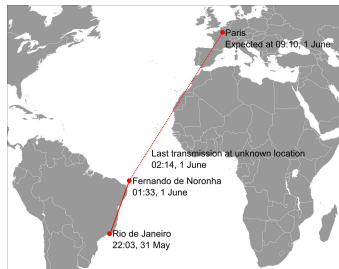 Paris
Expected at 09:10, 1 June
Last transmission at unknown location
02:14, 1 June
Fernando de Noronha
01:33, 1 June
Rio de Janeiro
22:03, 31 May